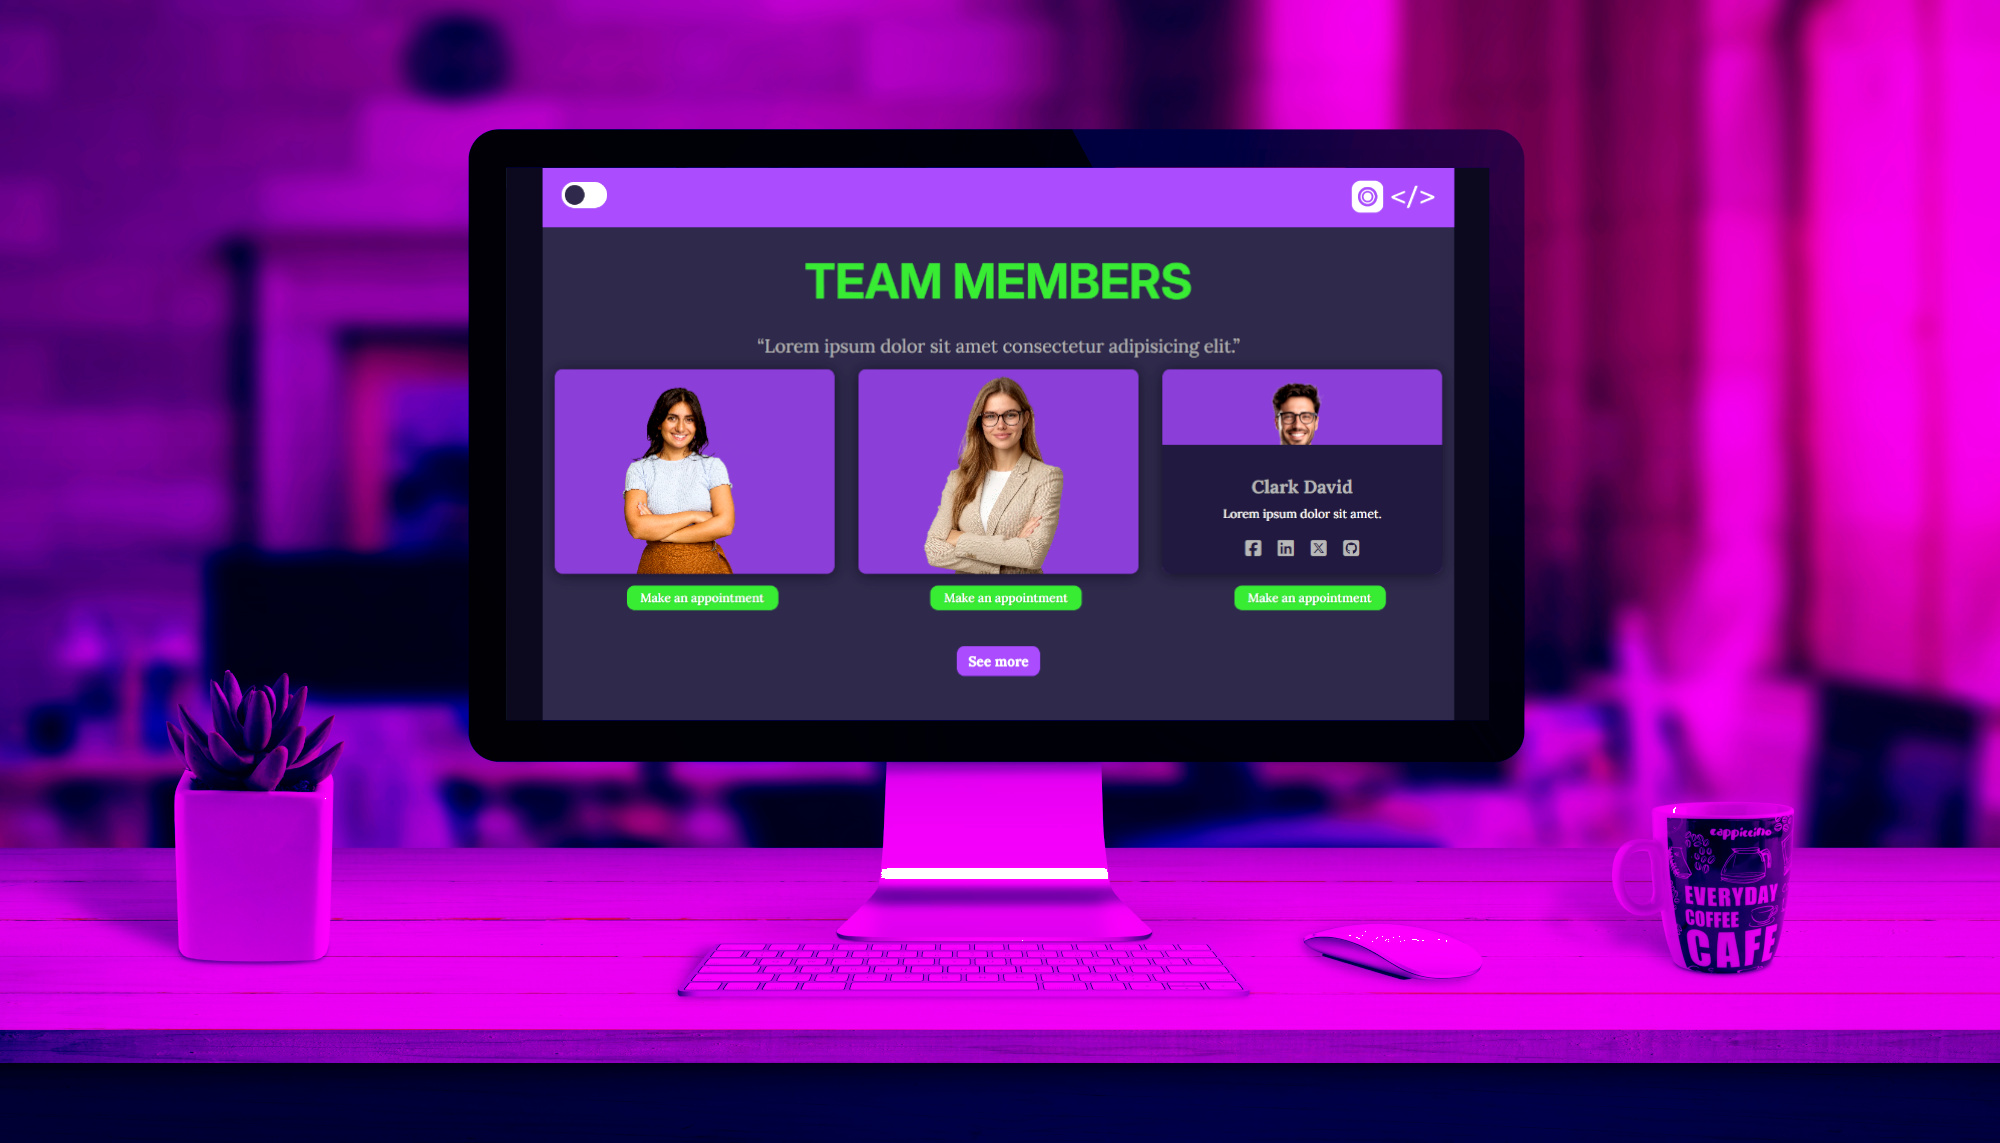 </>
TEAM MEMBERS
“Lorem ipsum dolor sit amet consectetur adipisicing elit.”
Clark David
Lorem ipsum dolor sit amet.
Make an appointment
Make an appointment
Make an appointment
See more
cappuccino
EVERYDAY
COFFEE
CAFE